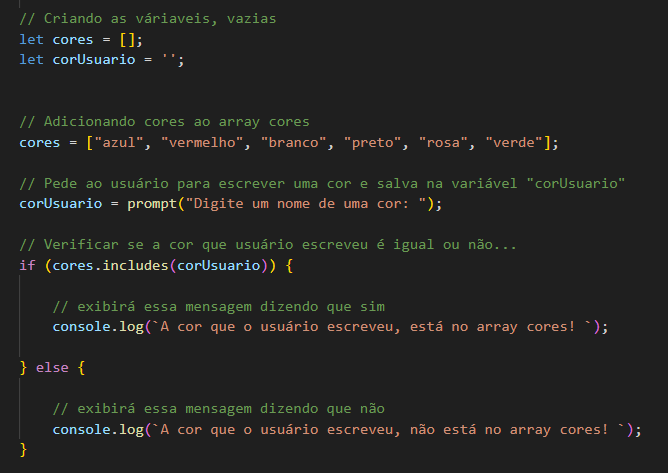 // Criando as váriaveis, vazias
let cores = [];
let corUsuario = '';
// Adicionando cores ao array cores
cores = ["azul", "vermelho", "branco", "preto", "rosa", "verde"];
// Pede ao usuário para escrever uma cor e salva na variável "corUsuario"
corUsuario = prompt("Digite um nome de uma cor: ");
// Verificar se a cor que usuário escreveu é igual ou não...
if (cores.includes(corUsuario)) {
// exibirá essa mensagem dizendo que sim
console.log(`A cor que o usuário escreveu, está no array cores! `);
} else {
// exibirá essa mensagem dizendo que não
console.log(`A cor que o usuário escreveu, não está no array cores! `);
}